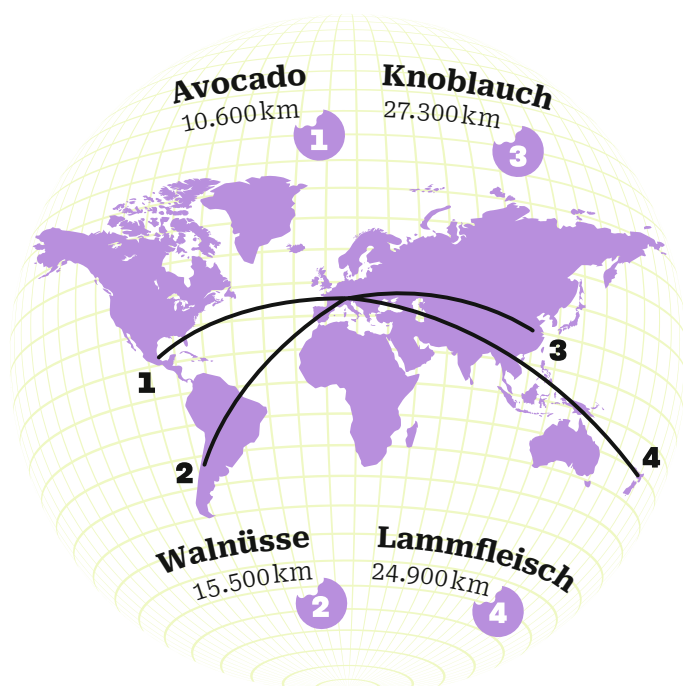 Avocado
10.600 km
1
Knoblauch
27.300 km
3
1
3
2
4
Walnüsse
15.500 km
2
Lammfleisch
24.900 km
4